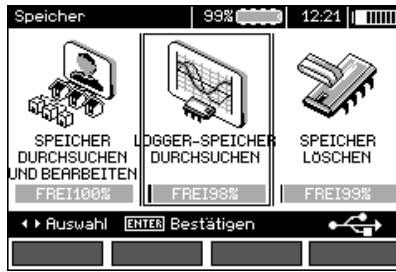 Speicher 99% 12:21
SPEICHER
DURCHSUCHEN
UND BEARBEITEN
FREI100%
LOGGER-SPEICHER
DURCHSUCHEN
FREI98%
SPEICHER
LÖSCHEN
FREI99%
Auswahl ENTER Bestätigen